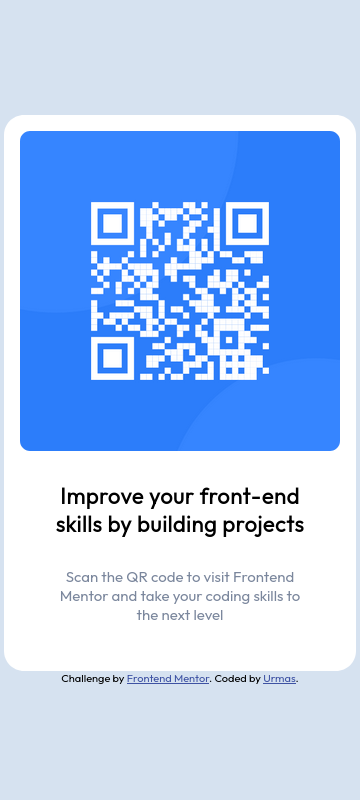 Improve your front-end
skills by building projects
Scan the QR code to visit Frontend
Mentor and take your coding skills to
the next level
Challenge by Frontend Mentor. Coded by Urmas.